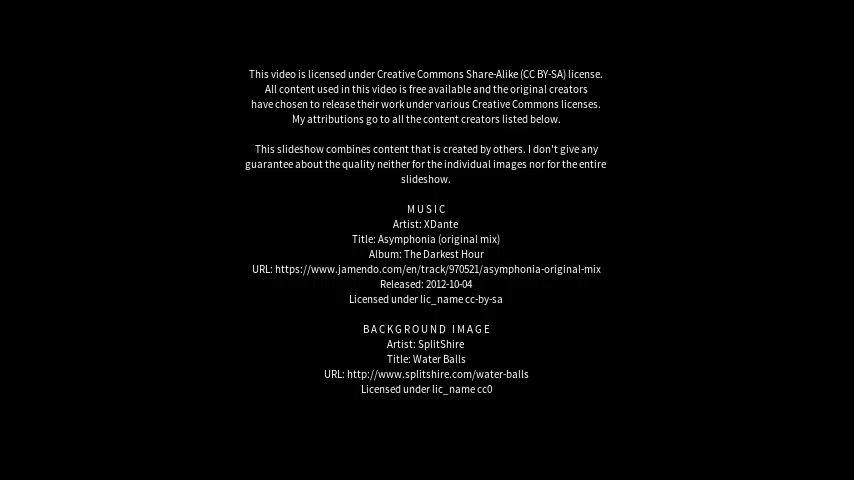 This video is licensed under Creative Commons Share-Alike (CC BY-SA) license.
All content used in this video is free available and the original creators
have chosen to release their work under various Creative Commons licenses.
My attributions go to all the content creators listed below.
This slideshow combines content that is created by others. I don't give any
guarantee about the quality neither for the individual images nor for the entire
slideshow.
MUSIC
Artist: XDante
Title: Asymphonia (original mix)
Album: The Darkest Hour
URL: https://www.jamendo.com/en/track/970521/asymphonia-original-mix
Released: 2012-10-04
Licensed under lic_name cc-by-sa
BACKGROUND IMAGE
Artist: SplitShire
Title: Water Balls
URL: http://www.splitshire.com/water-balls
Licensed under lic_name cc0